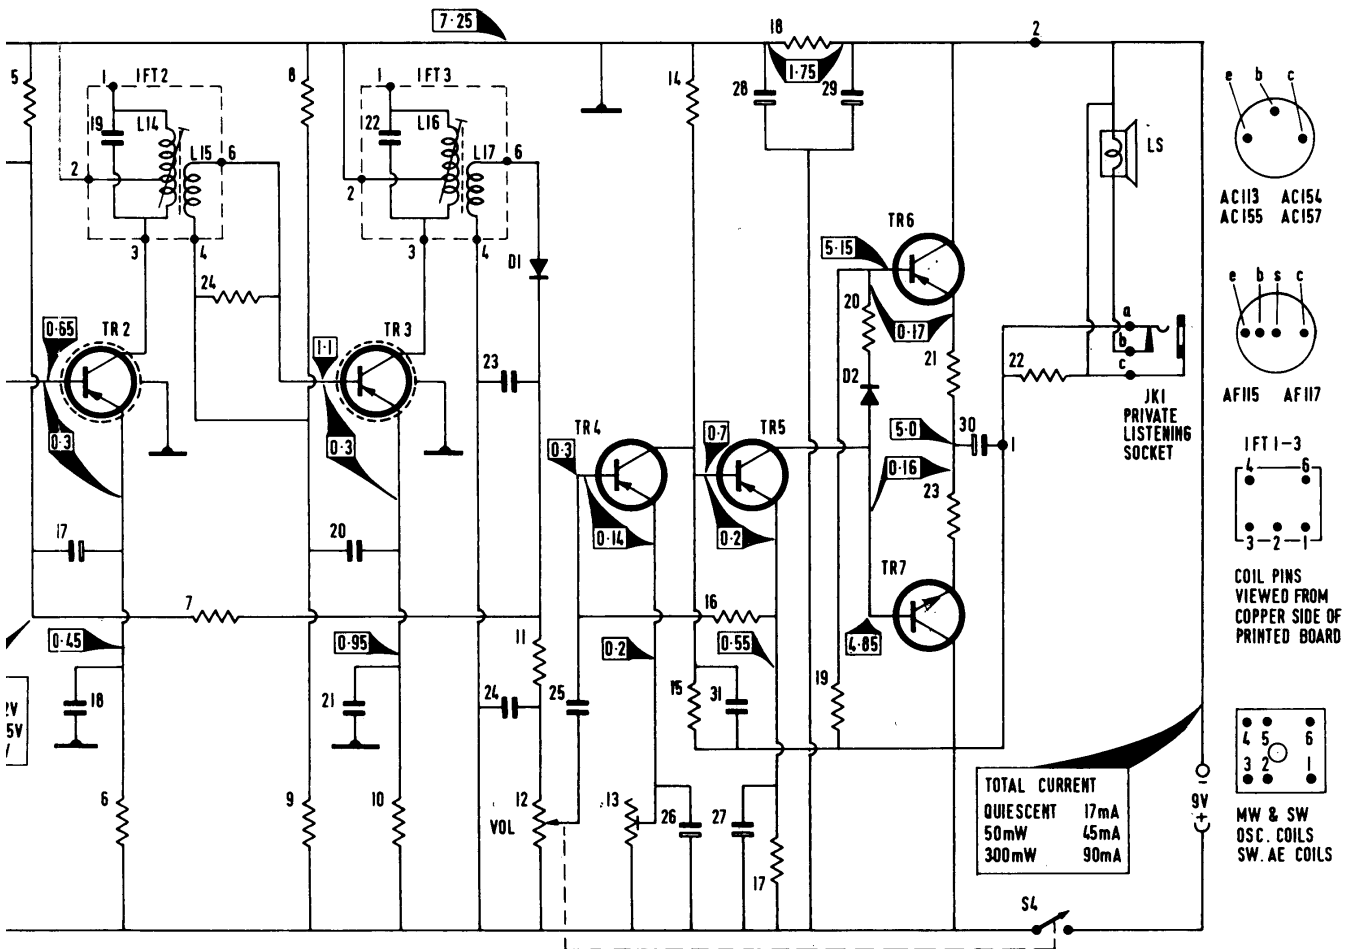 7·25
18
2
5
1
IFT2
8
1
IFT3
14
1·75
28
29
e b c
19
L14
22
L16
L15
6
L17
6
LS
2
2
AC113 AC154
AC155 AC157
3
4
3
4
D1
TR6
5·15
24
20
0·17
e b s c
0·65
TR2
1·1
TR3
23
D2
21
a
b
c
22
AF115 AF117
JK1
PRIVATE
LISTENING
SOCKET
0·3
0·3
TR4
0·3
0·7
TR5
5·0
30
1
IFT1-3
4 6
0·16
23
17
20
0·14
0·2
3-2-1
TR7
COIL PINS
VIEWED FROM
COPPER SIDE OF
PRINTED BOARD
7
16
0·45
0·95
11
0·2
0·55
4·85
2V
5V
V
18
21
24
25
15
31
19
4 5 6
3 2 1
6
9
10
12
VOL
13
26
27
17
TOTAL CURRENT
QUIESCENT 17mA
50mW 45mA
300mW 90mA
-
9V
+
MW & SW
OSC. COILS
SW. AE COILS
S4